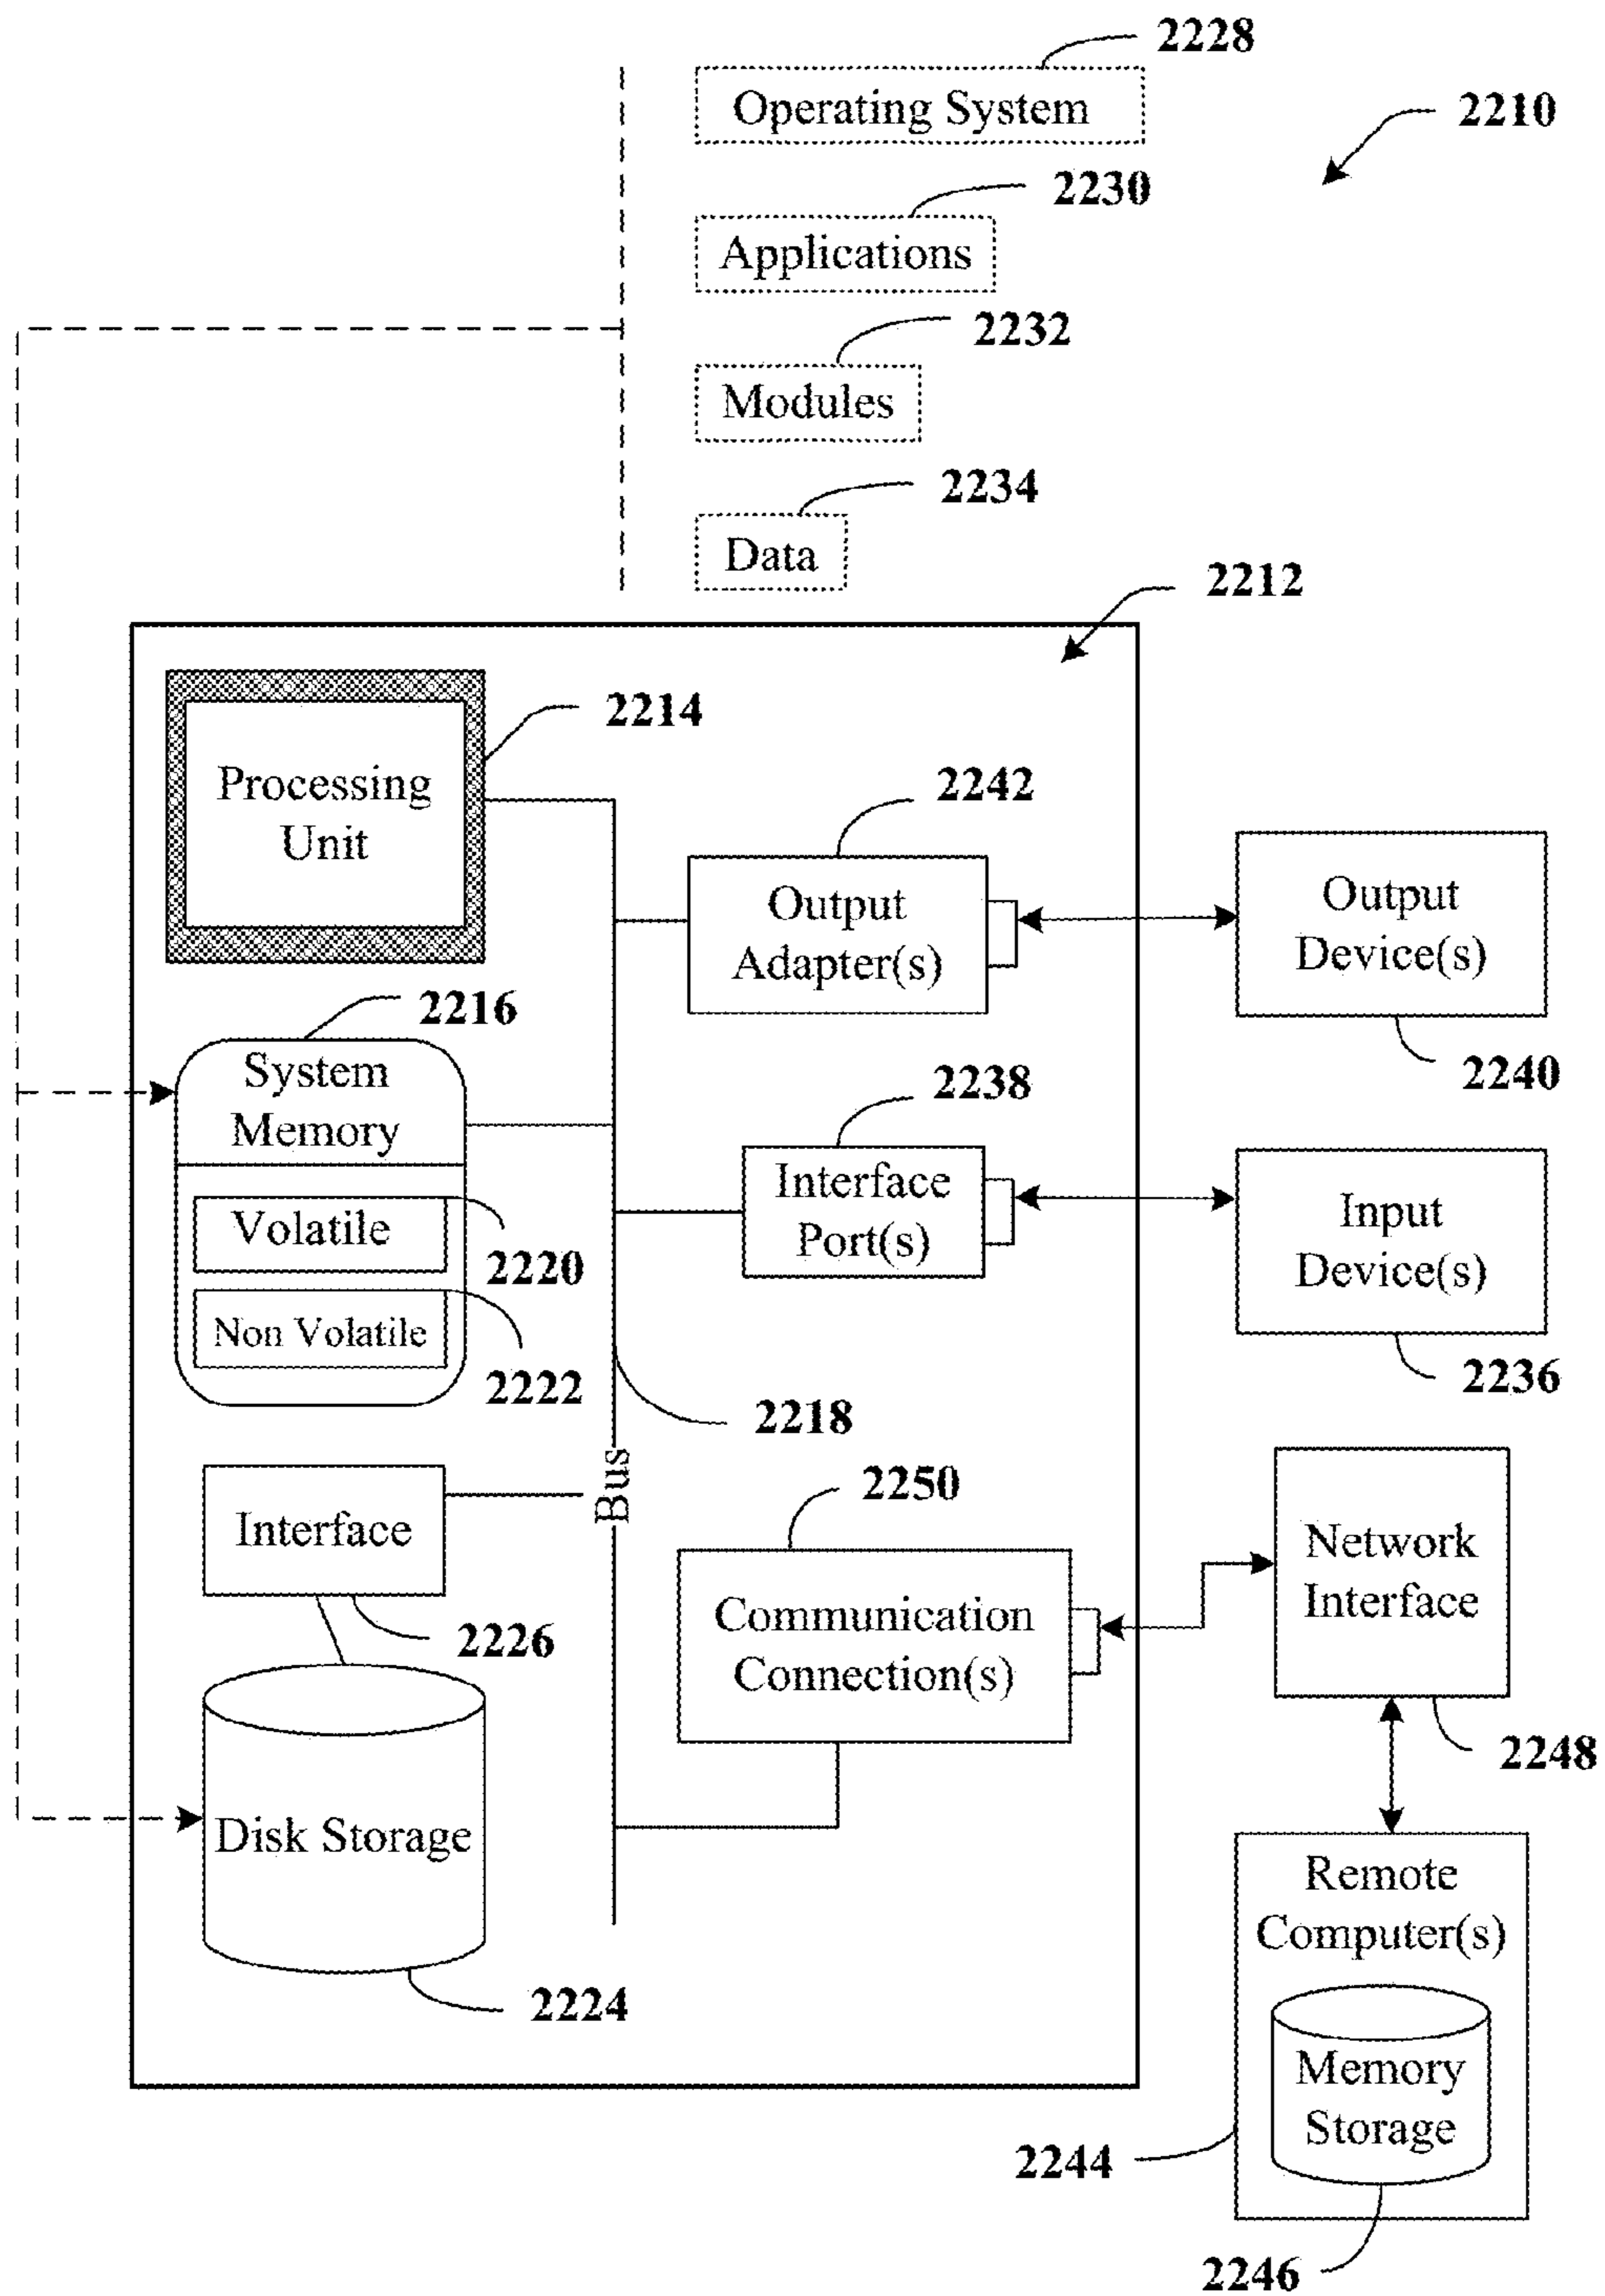 2228
Operating System
2210
2230
Applications
2232
Modules
2234
Data
2212
2214
Processing
Unit
2242
Output
Adapter(s)
Output
Device(s)
2240
2216
System
Memory
2238
Interface
Port(s)
Input
Device(s)
2236
Volatile
2220
Non Volatile
2222
2218
Bus
2250
Interface
2226
Communication
Connection(s)
Network
Interface
2248
Disk Storage
2224
Remote
Computer(s)
Memory
Storage
2244
2246